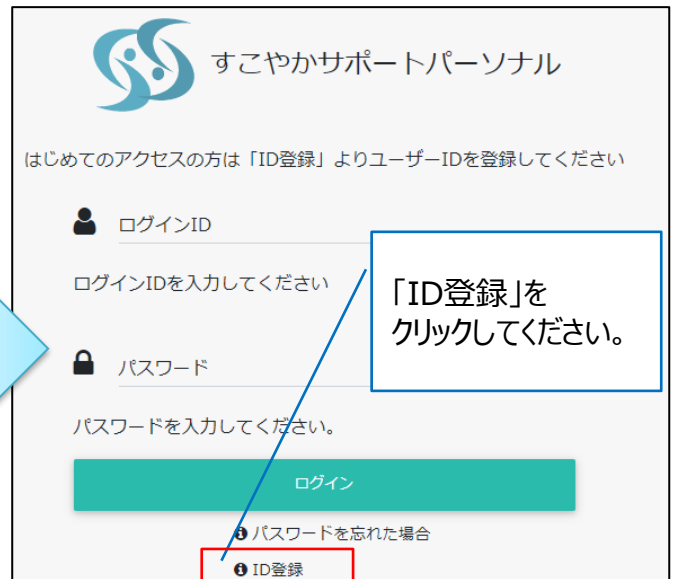 すこやかサポートパーソナル
はじめてのアクセスの方は「ID登録」よりユーザーIDを登録してください
ログインID
ログインIDを入力してください
「ID登録」を
クリックしてください。
パスワード
パスワードを入力してください。
ログイン
パスワードを忘れた場合
ID登録